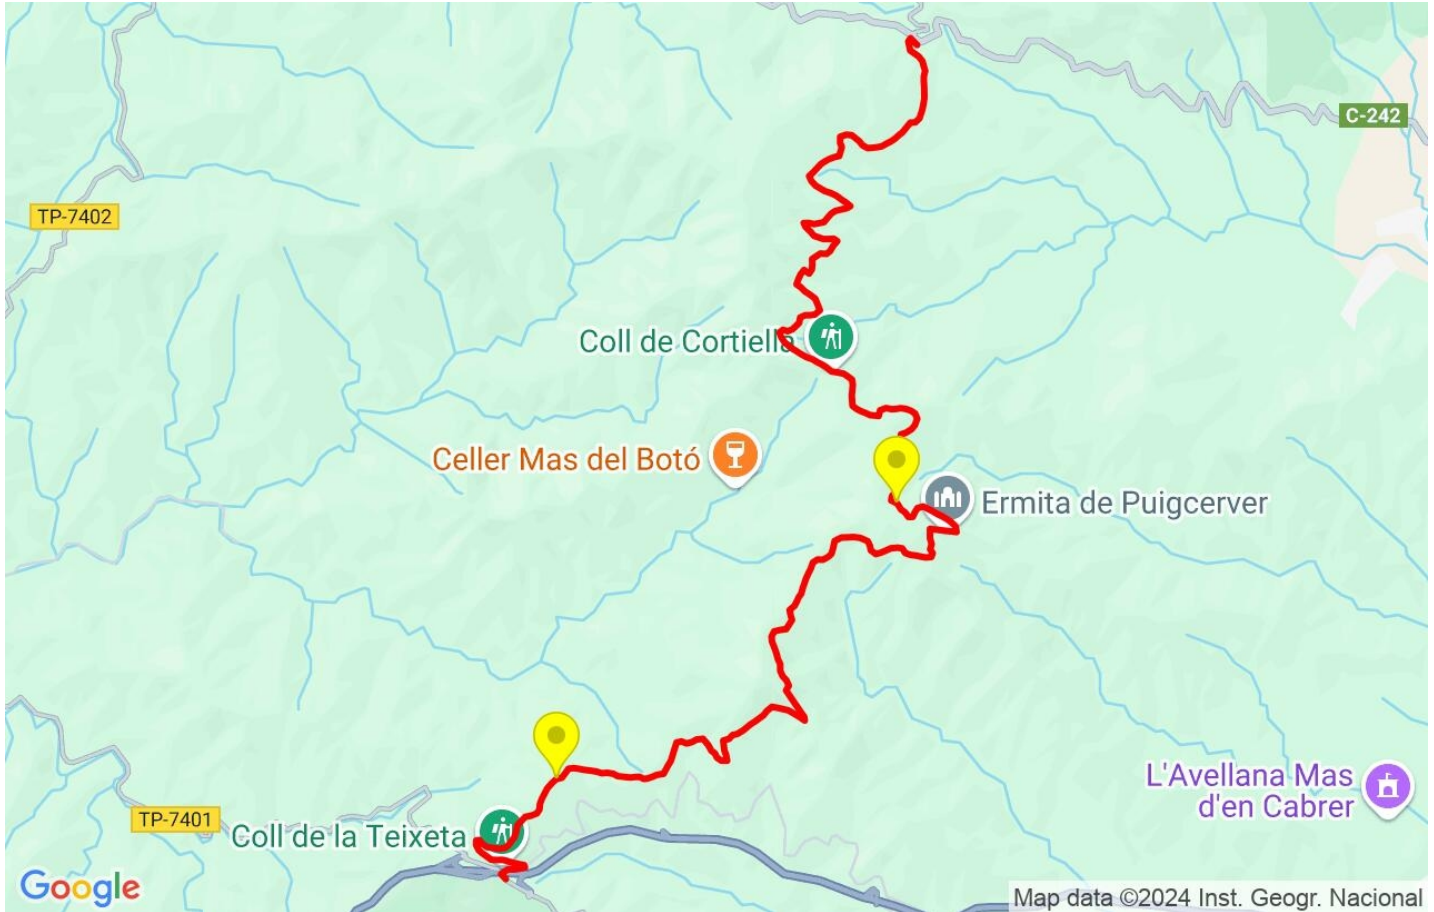 C-242
TP-7402
Coll de Cortiella
Celler Mas del Botó
Ermita de Puigcerver
L'Avellana Mas
d'en Cabrer
TP-7401
Coll de la Teixeta
Google
Map data ©2024 Inst. Geogr. Nacional